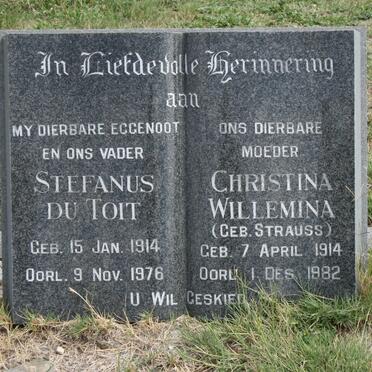 In Liefdevolle Herinnering
aan
MY DIERBARE EGGENOOT
EN ONS VADER
STEFANUS
DU TOIT
GEB. 15 JAN. 1914
OORL. 9 NOV. 1976
ONS DIERBARE
MOEDER
CHRISTINA
WILLEMINA
(GEB. STRAUSS)
GEB. 7 APRIL 1914
OORL. 1 DES. 1982
U WIL GESKIED